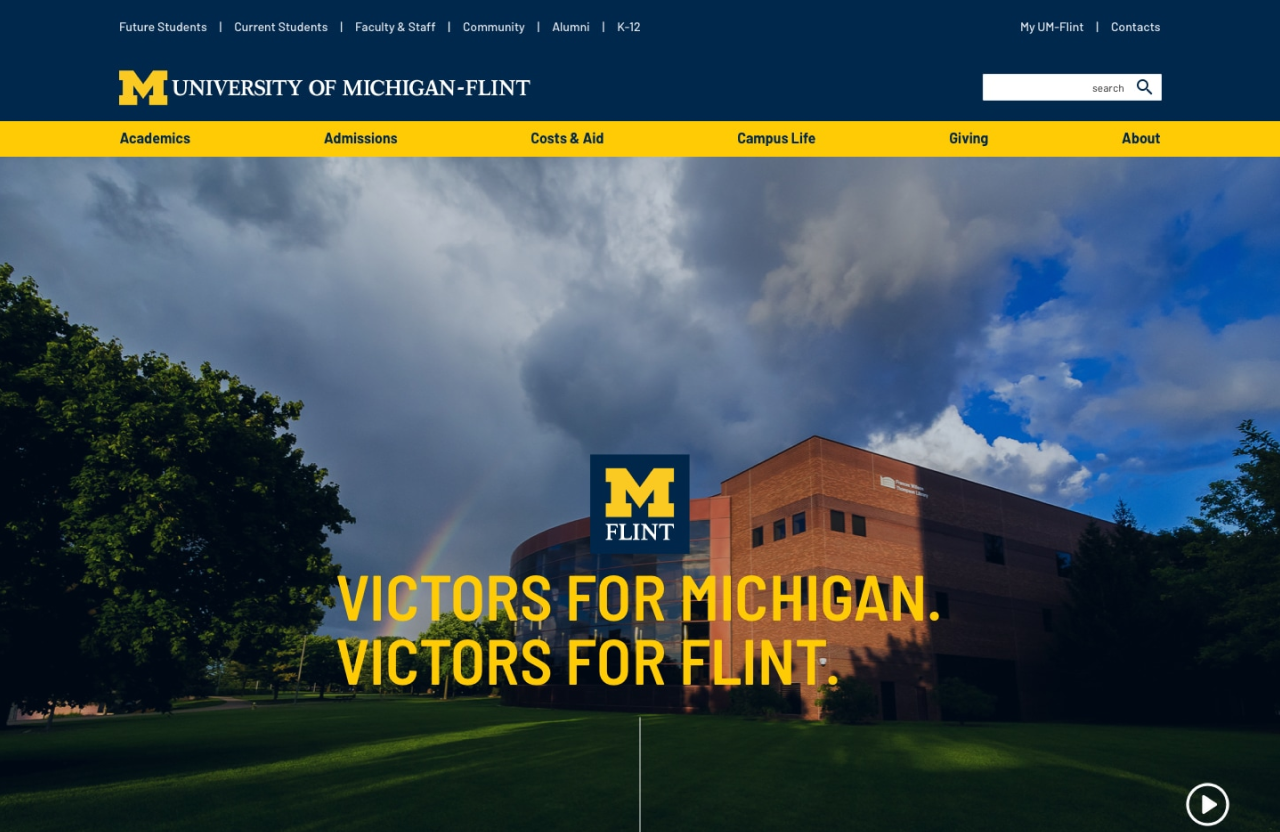 Future Students | Current Students | Faculty & Staff | Community | Alumni | K-12
My UM-Flint | Contacts
M UNIVERSITY OF MICHIGAN-FLINT
search
Academics Admissions Costs & Aid Campus Life Giving About
M
FLINT
VICTORS FOR MICHIGAN.
VICTORS FOR FLINT.